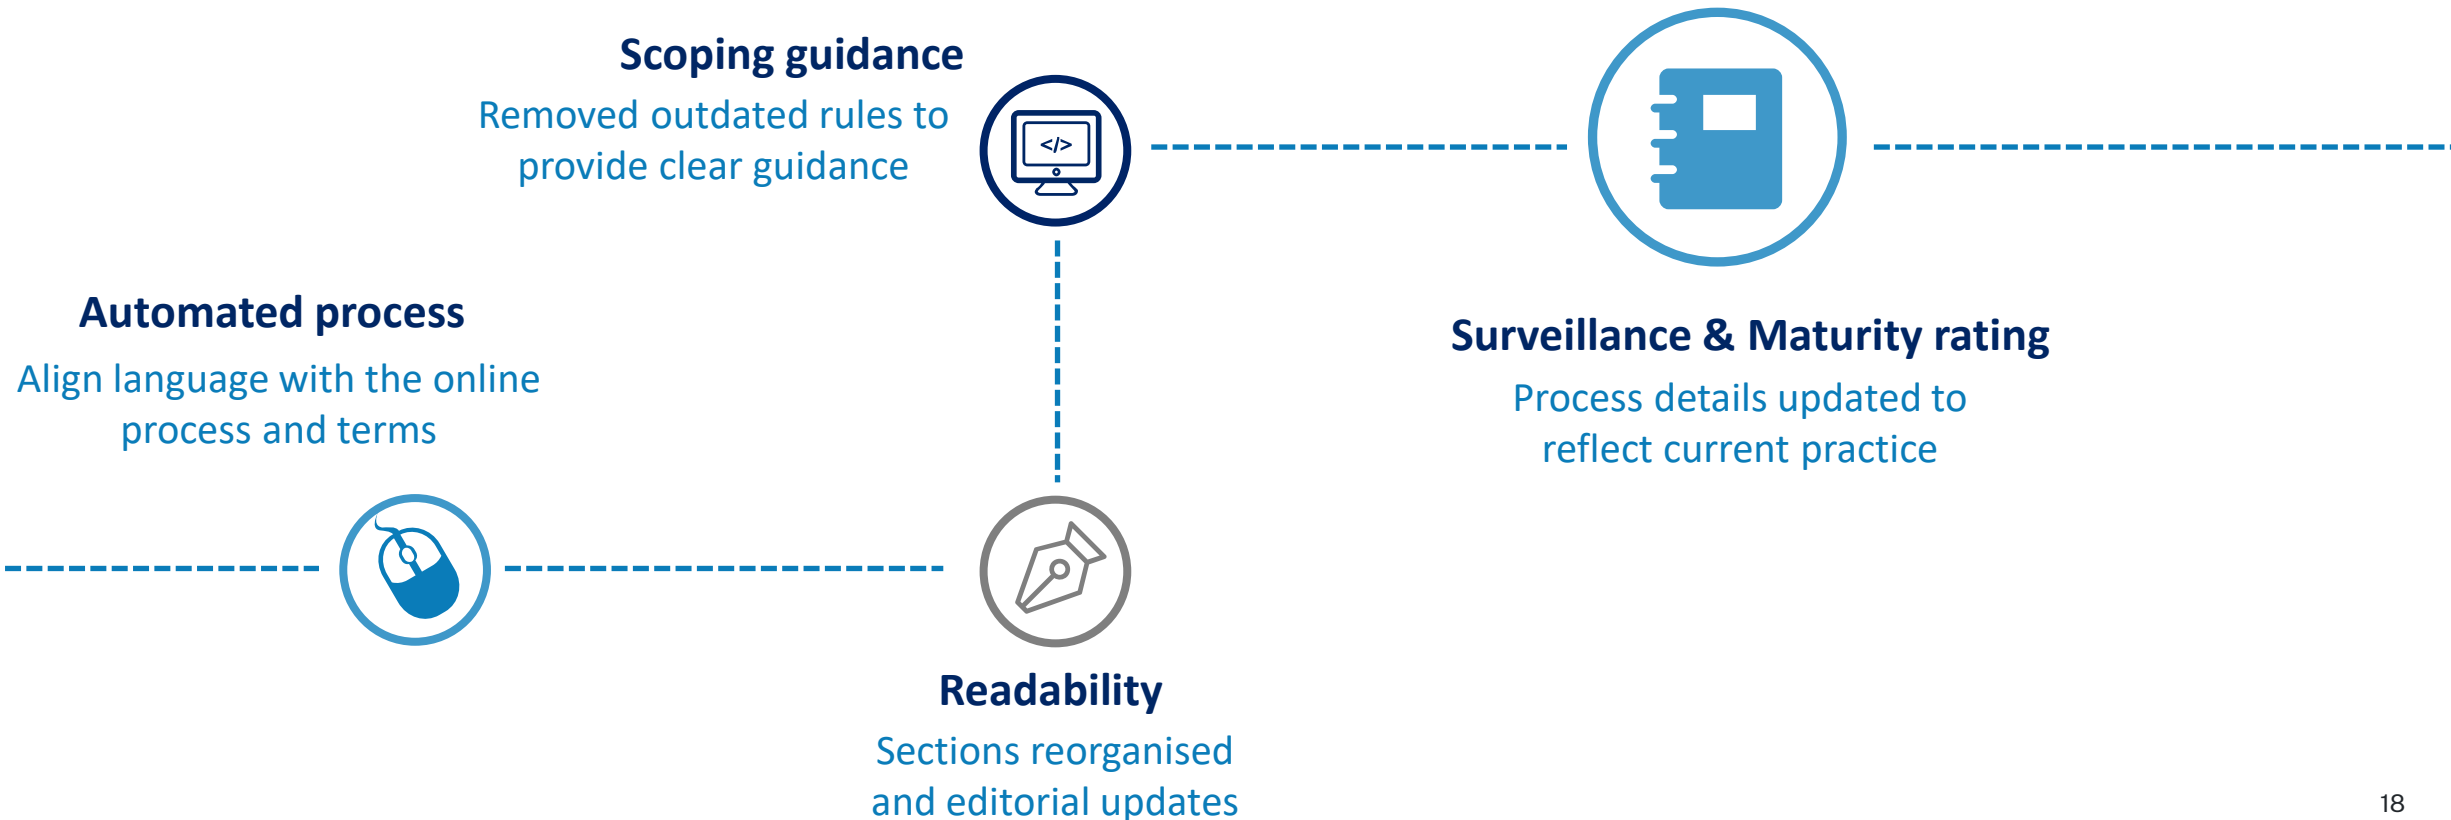 Scoping guidance
Removed outdated rules to
provide clear guidance
</>
Automated process
Align language with the online
process and terms
Surveillance & Maturity rating
Process details updated to
reflect current practice
Readability
Sections reorganised
and editorial updates
18